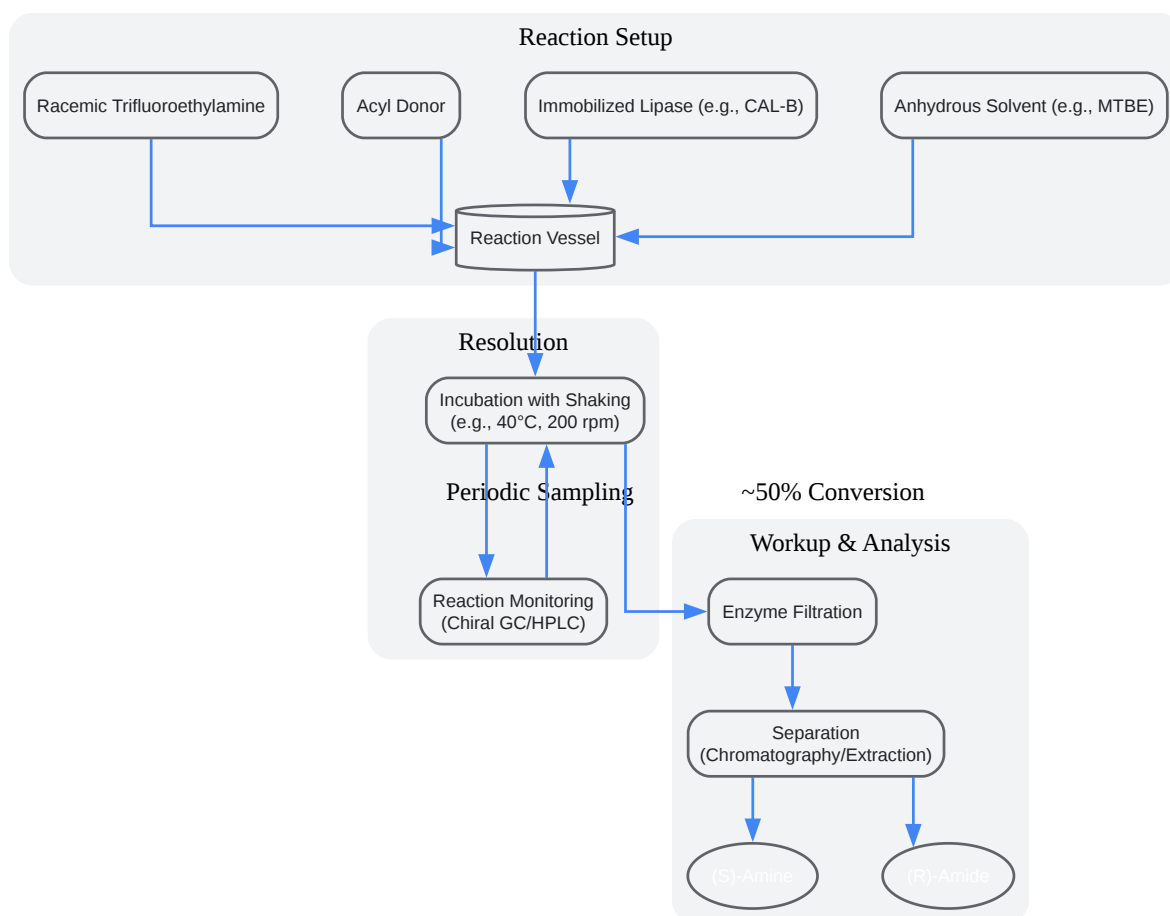 Reaction Setup
Racemic Trifluoroethylamine
Acyl Donor
Immobilized Lipase (e.g., CAL-B)
Anhydrous Solvent (e.g., MTBE)
Reaction Vessel
Resolution
Incubation with Shaking
(e.g., 40°C, 200 rpm)
Periodic Sampling
~50% Conversion
Workup & Analysis
Reaction Monitoring
(Chiral GC/HPLC)
Enzyme Filtration
Separation
(Chromatography/Extraction)
(S)-Amine
(R)-Amide